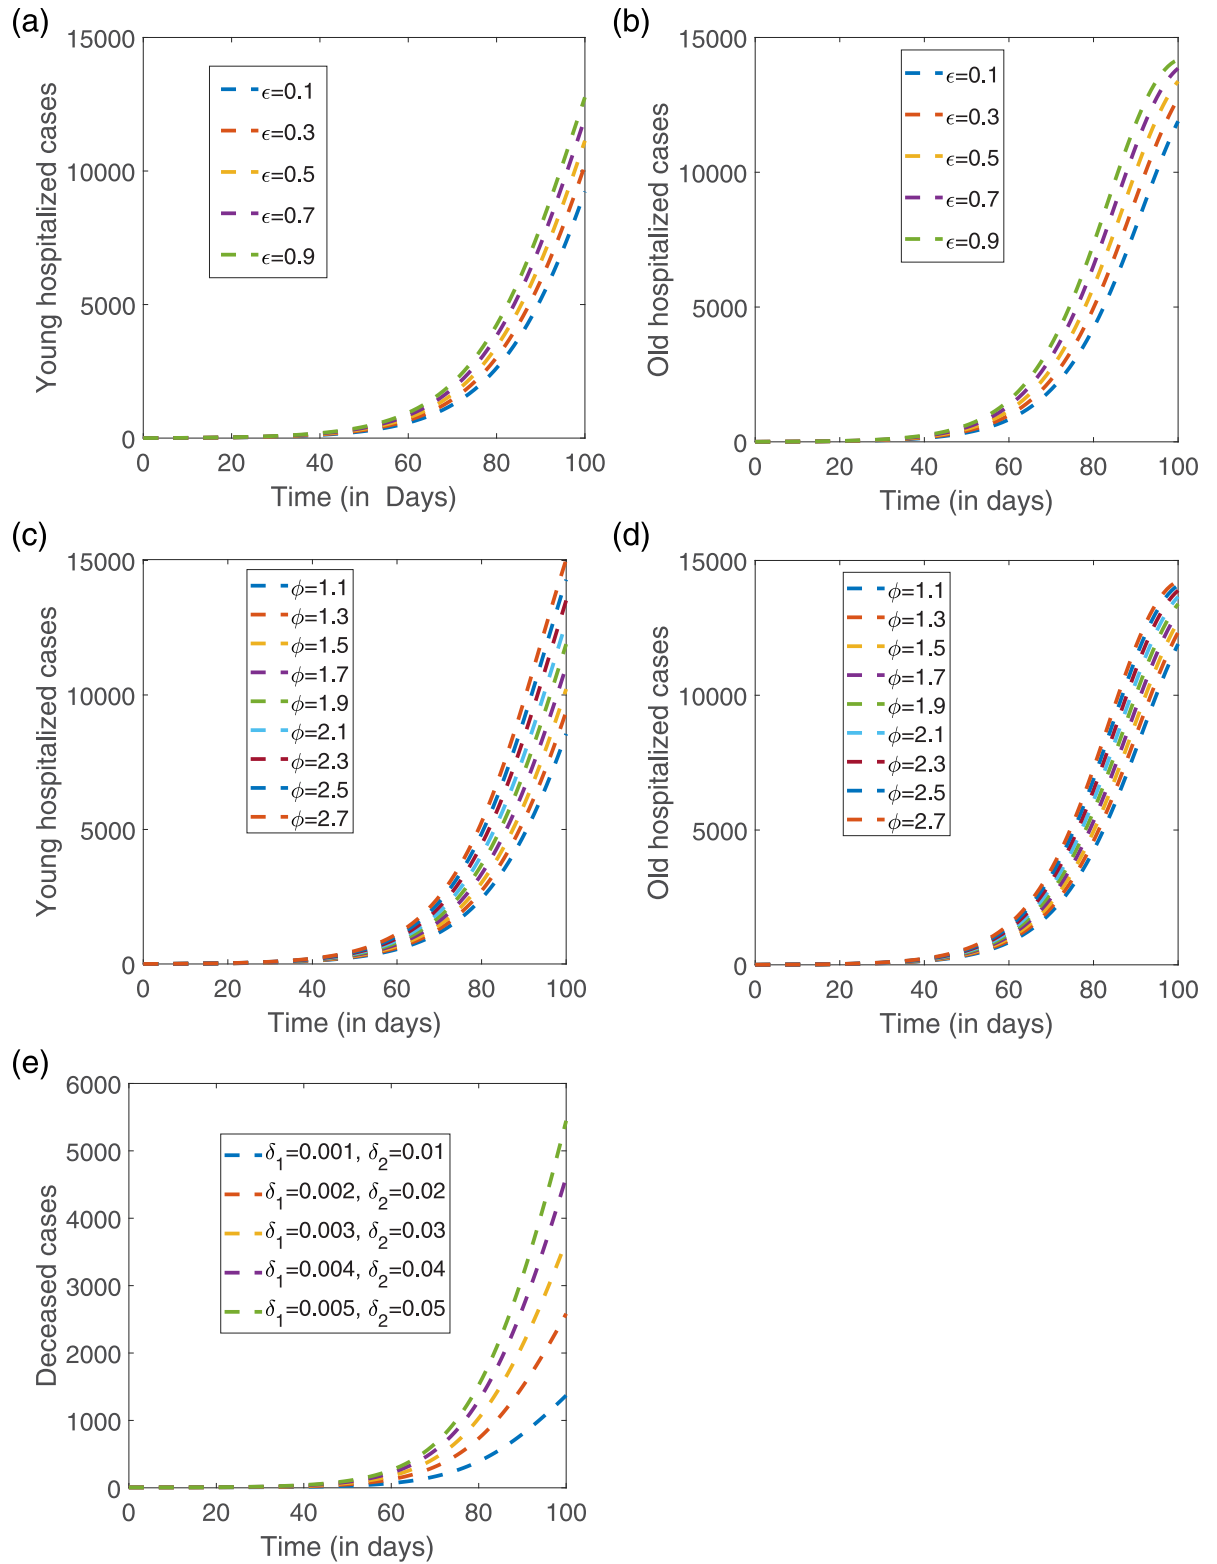 (a)
15000
10000
5000
0
Young hospitalized cases
ϵ=0.1
ϵ=0.3
ϵ=0.5
ϵ=0.7
ϵ=0.9
0 20 40 60 80 100
Time (in Days)
(b)
15000
10000
5000
0
Old hospitalized cases
ϵ=0.1
ϵ=0.3
ϵ=0.5
ϵ=0.7
ϵ=0.9
0 20 40 60 80 100
Time (in days)
(c)
15000
10000
5000
0
Young hospitalized cases
ϕ=1.1
ϕ=1.3
ϕ=1.5
ϕ=1.7
ϕ=1.9
ϕ=2.1
ϕ=2.3
ϕ=2.5
ϕ=2.7
0 20 40 60 80 100
Time (in days)
(d)
15000
10000
5000
0
Old hospitalized cases
ϕ=1.1
ϕ=1.3
ϕ=1.5
ϕ=1.7
ϕ=1.9
ϕ=2.1
ϕ=2.3
ϕ=2.5
ϕ=2.7
0 20 40 60 80 100
Time (in days)
(e)
6000
5000
4000
3000
2000
1000
0
Deceased cases
δ1=0.001, δ2=0.01
δ1=0.002, δ2=0.02
δ1=0.003, δ2=0.03
δ1=0.004, δ2=0.04
δ1=0.005, δ2=0.05
0 20 40 60 80 100
Time (in days)